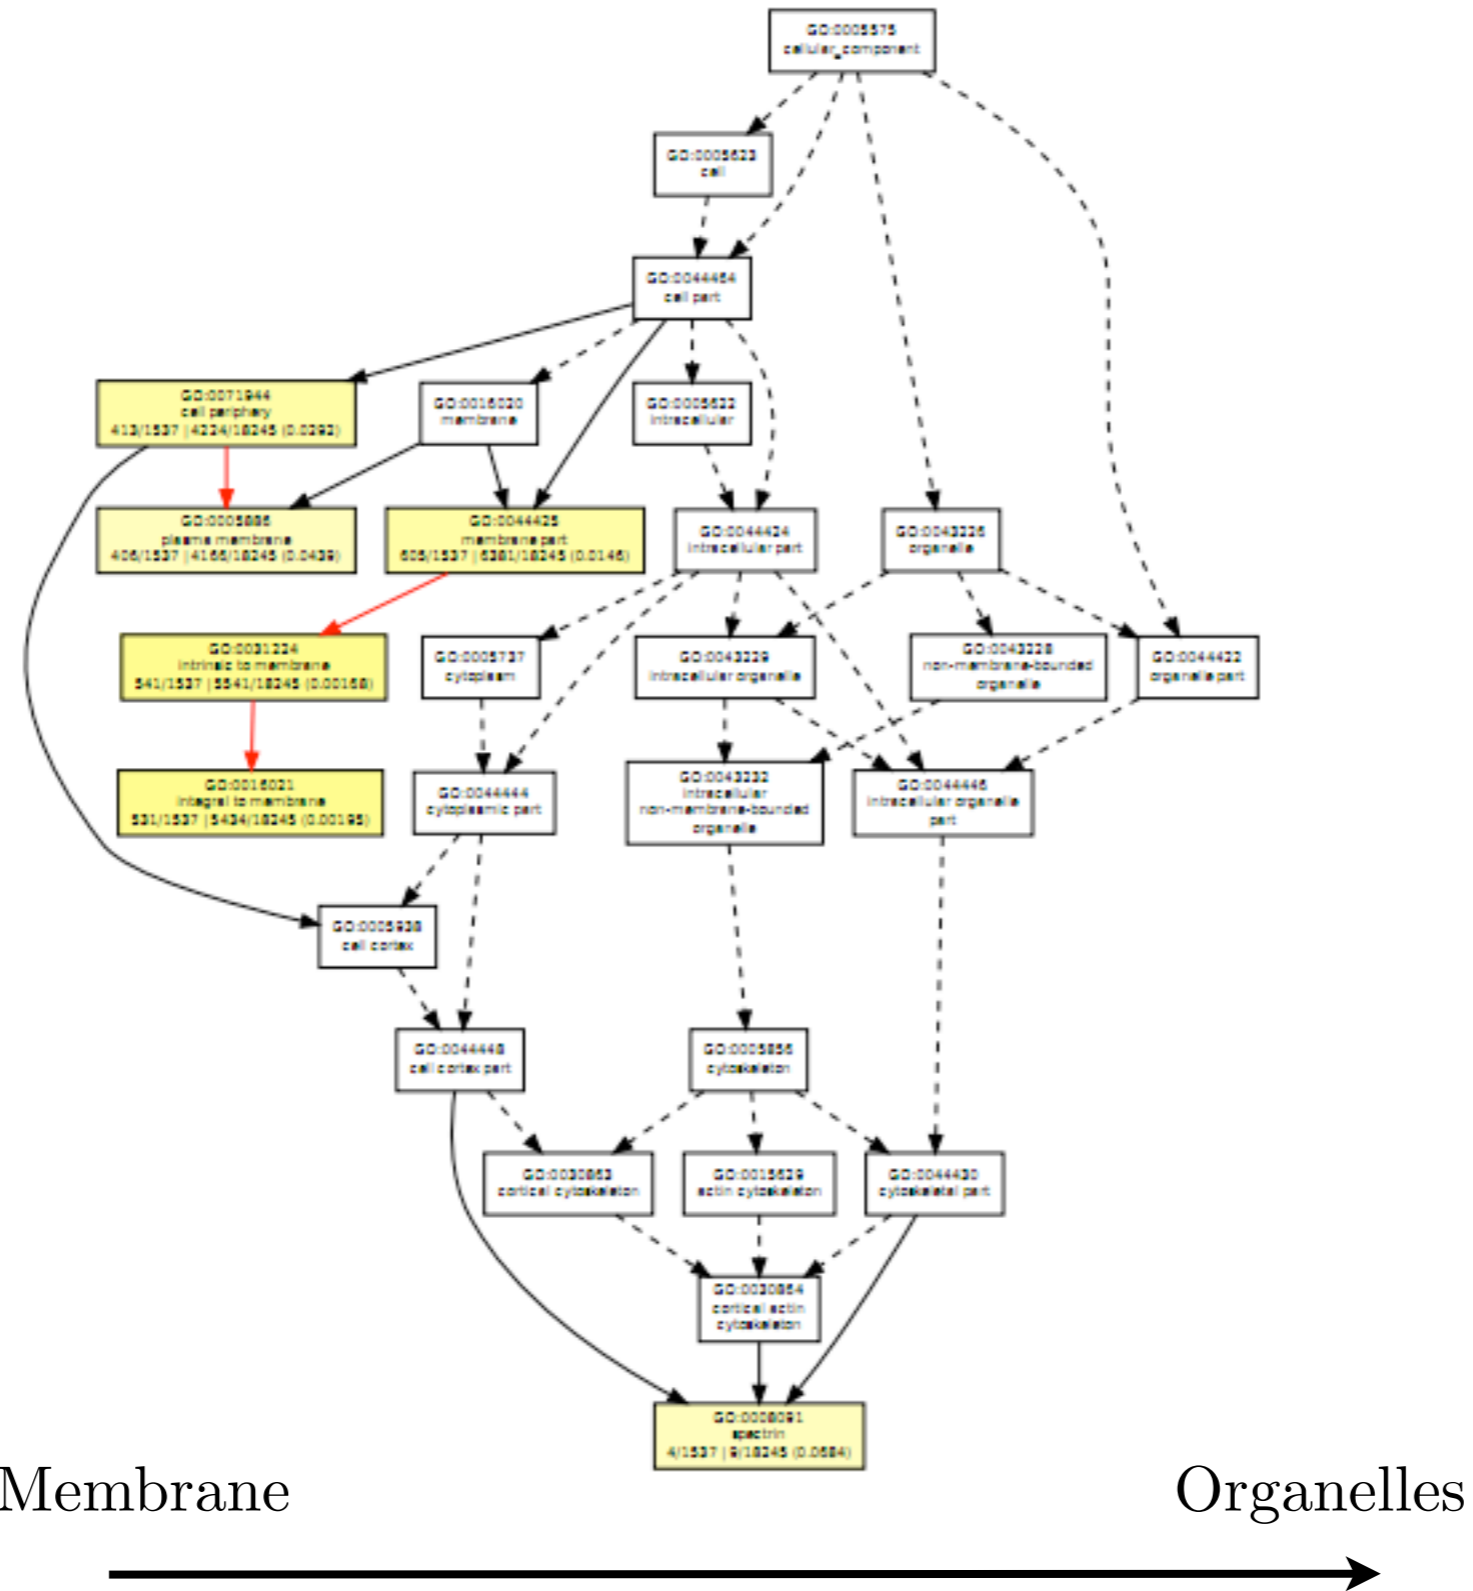 GO:0005575
cellular_component
GO:0005623
cell
GO:0044464
cell part
GO:0071944
cell periphery
413/1537 | 4224/18245 (0.0292)
GO:0016020
membrane
GO:0005622
intracellular
GO:0005886
plasma membrane
406/1537 | 4166/18245 (0.0439)
GO:0044425
membrane part
605/1537 | 6381/18245 (0.0146)
GO:0044424
intracellular part
GO:0043226
organelle
GO:0031224
intrinsic to membrane
541/1537 | 5541/18245 (0.00168)
GO:0005737
cytoplasm
GO:0043229
intracellular organelle
GO:0043228
non-membrane-bounded
organelle
GO:0044422
organelle part
GO:0016021
integral to membrane
531/1537 | 5434/18245 (0.00195)
GO:0044444
cytoplasmic part
GO:0043232
intracellular
non-membrane-bounded
organelle
GO:0044446
intracellular organelle
part
GO:0005938
cell cortex
GO:0044448
cell cortex part
GO:0005856
cytoskeleton
GO:0030863
cortical cytoskeleton
GO:0015629
actin cytoskeleton
GO:0044430
cytoskeletal part
GO:0030864
cortical actin
cytoskeleton
GO:0008091
spectrin
4/1537 | 9/18245 (0.0584)
Membrane
Organelles